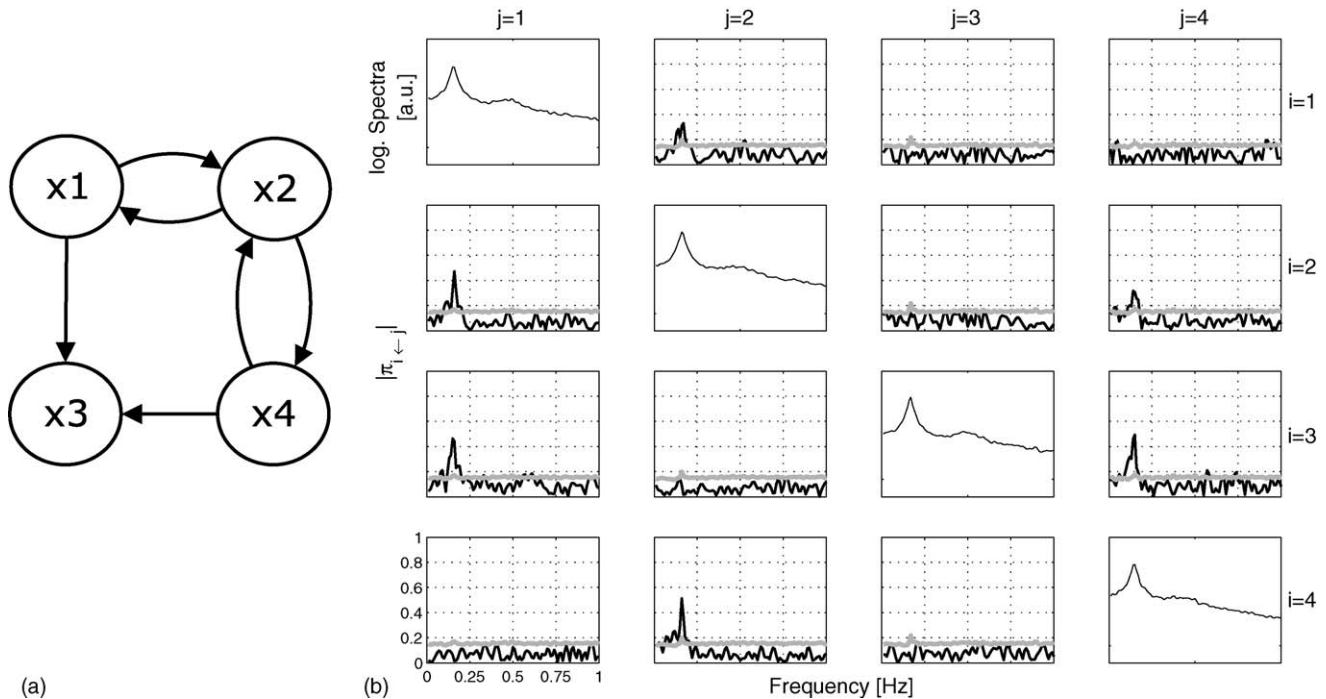 j=1 j=2 j=3 j=4
log. Spectra
[a.u.]
i=1
x1 x2
i=2
|π i ← j|
x3 x4
i=3
1
0.8
0.6
0.4
0.2
0
i=4
0 0.25 0.5 0.75 1
(a) (b) Frequency [Hz]